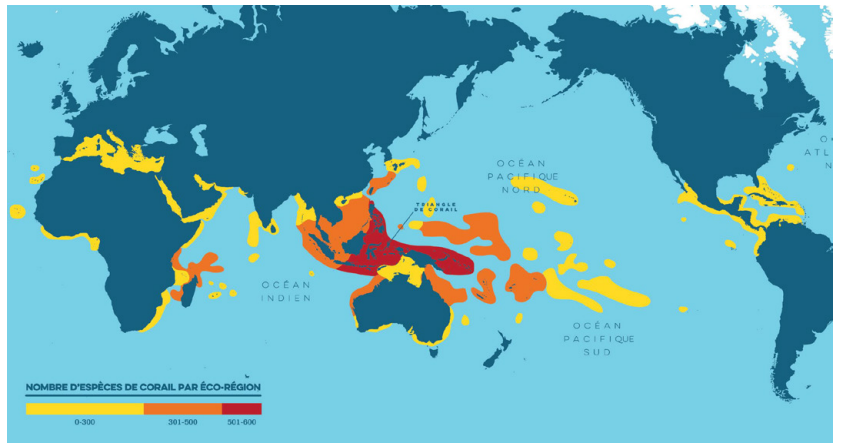 OCÉAN
PACIFIQUE
NORD
ATL
N
TRIANGLE
DE CORAIL
OCÉAN
INDIEN
OCÉAN
PACIFIQUE
SUD
NOMBRE D'ESPÈCES DE CORAIL PAR ÉCO-RÉGION
0-300
301-500
501-600